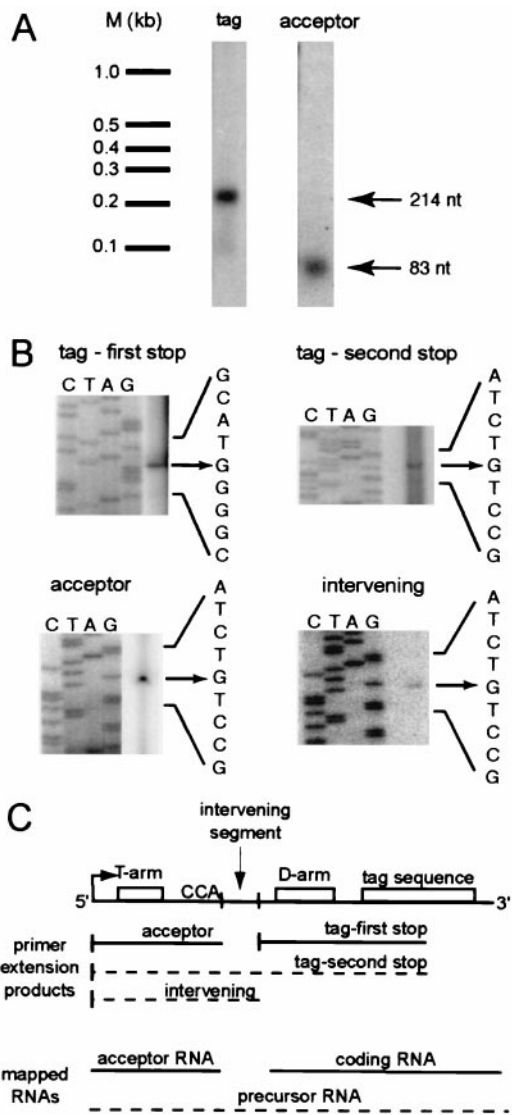 A
M (kb)
tag
acceptor
1.0
0.5
0.4
0.3
0.2
0.1
214 nt
83 nt
B
tag - first stop
C T A G
G
C
A
T
G
G
G
G
C
tag - second stop
C T A G
A
T
C
T
G
T
C
C
G
acceptor
C T A G
A
T
C
T
G
T
C
C
G
intervening
C T A G
A
T
C
T
G
T
C
C
G
C
intervening
segment
T-arm
CCA
D-arm
tag sequence
5'
3'
primer
extension
products
acceptor
tag-first stop
tag-second stop
intervening
mapped
RNAs
acceptor RNA
coding RNA
precursor RNA